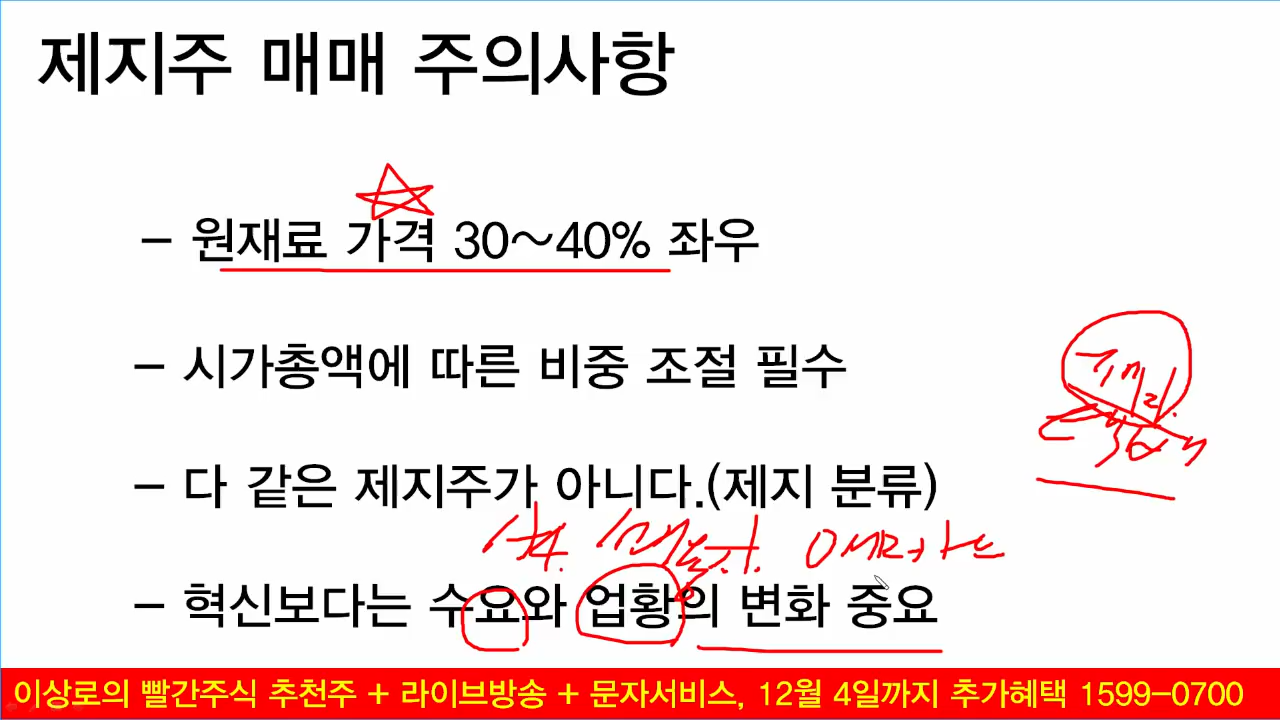 제지주 매매 주의사항
- 원재료 가격 30~40% 좌우
- 시가총액에 따른 비중 조절 필수
- 다 같은 제지주가 아니다.(제지 분류)
- 혁신보다는 수요와 업황의 변화 중요
이상로의 빨간주식 추천주 + 라이브방송 + 문자서비스, 12월 4일까지 추가혜택 1599-0700